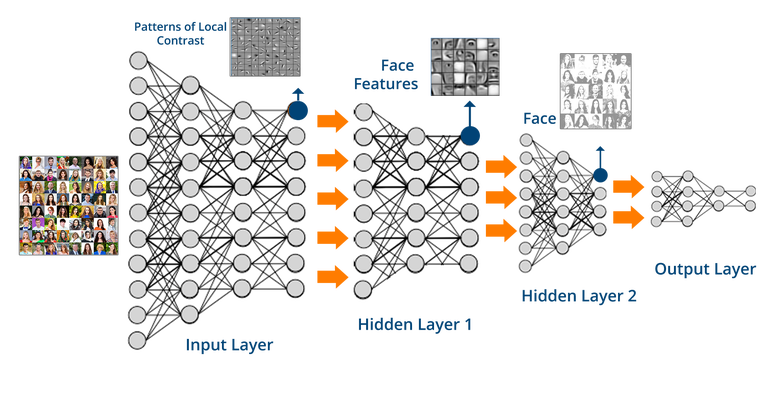 Patterns of Local
Contrast
Face
Features
Face
Input Layer
Hidden Layer 1
Hidden Layer 2
Output Layer